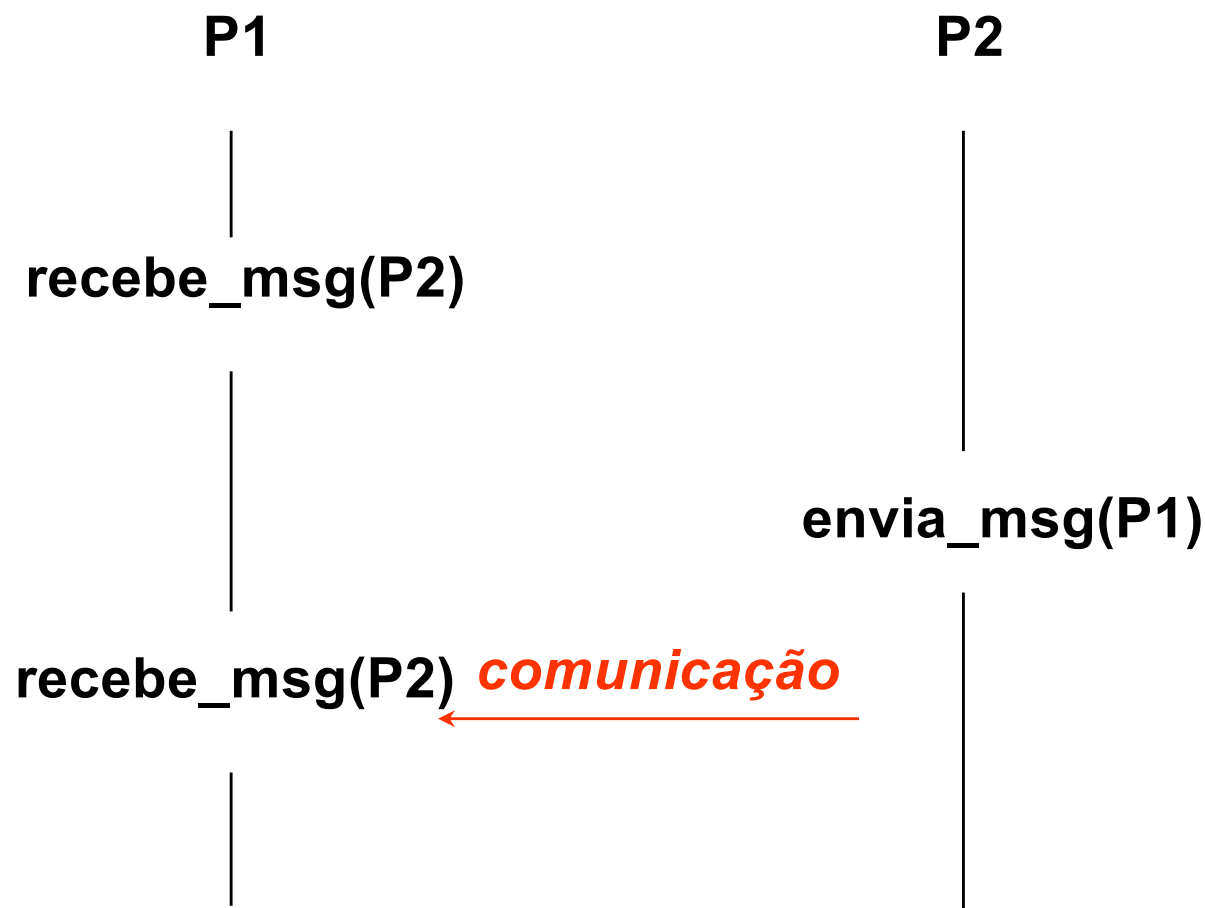 P1
P2
recebe_msg(P2)
envia_msg(P1)
recebe_msg(P2)
comunicação